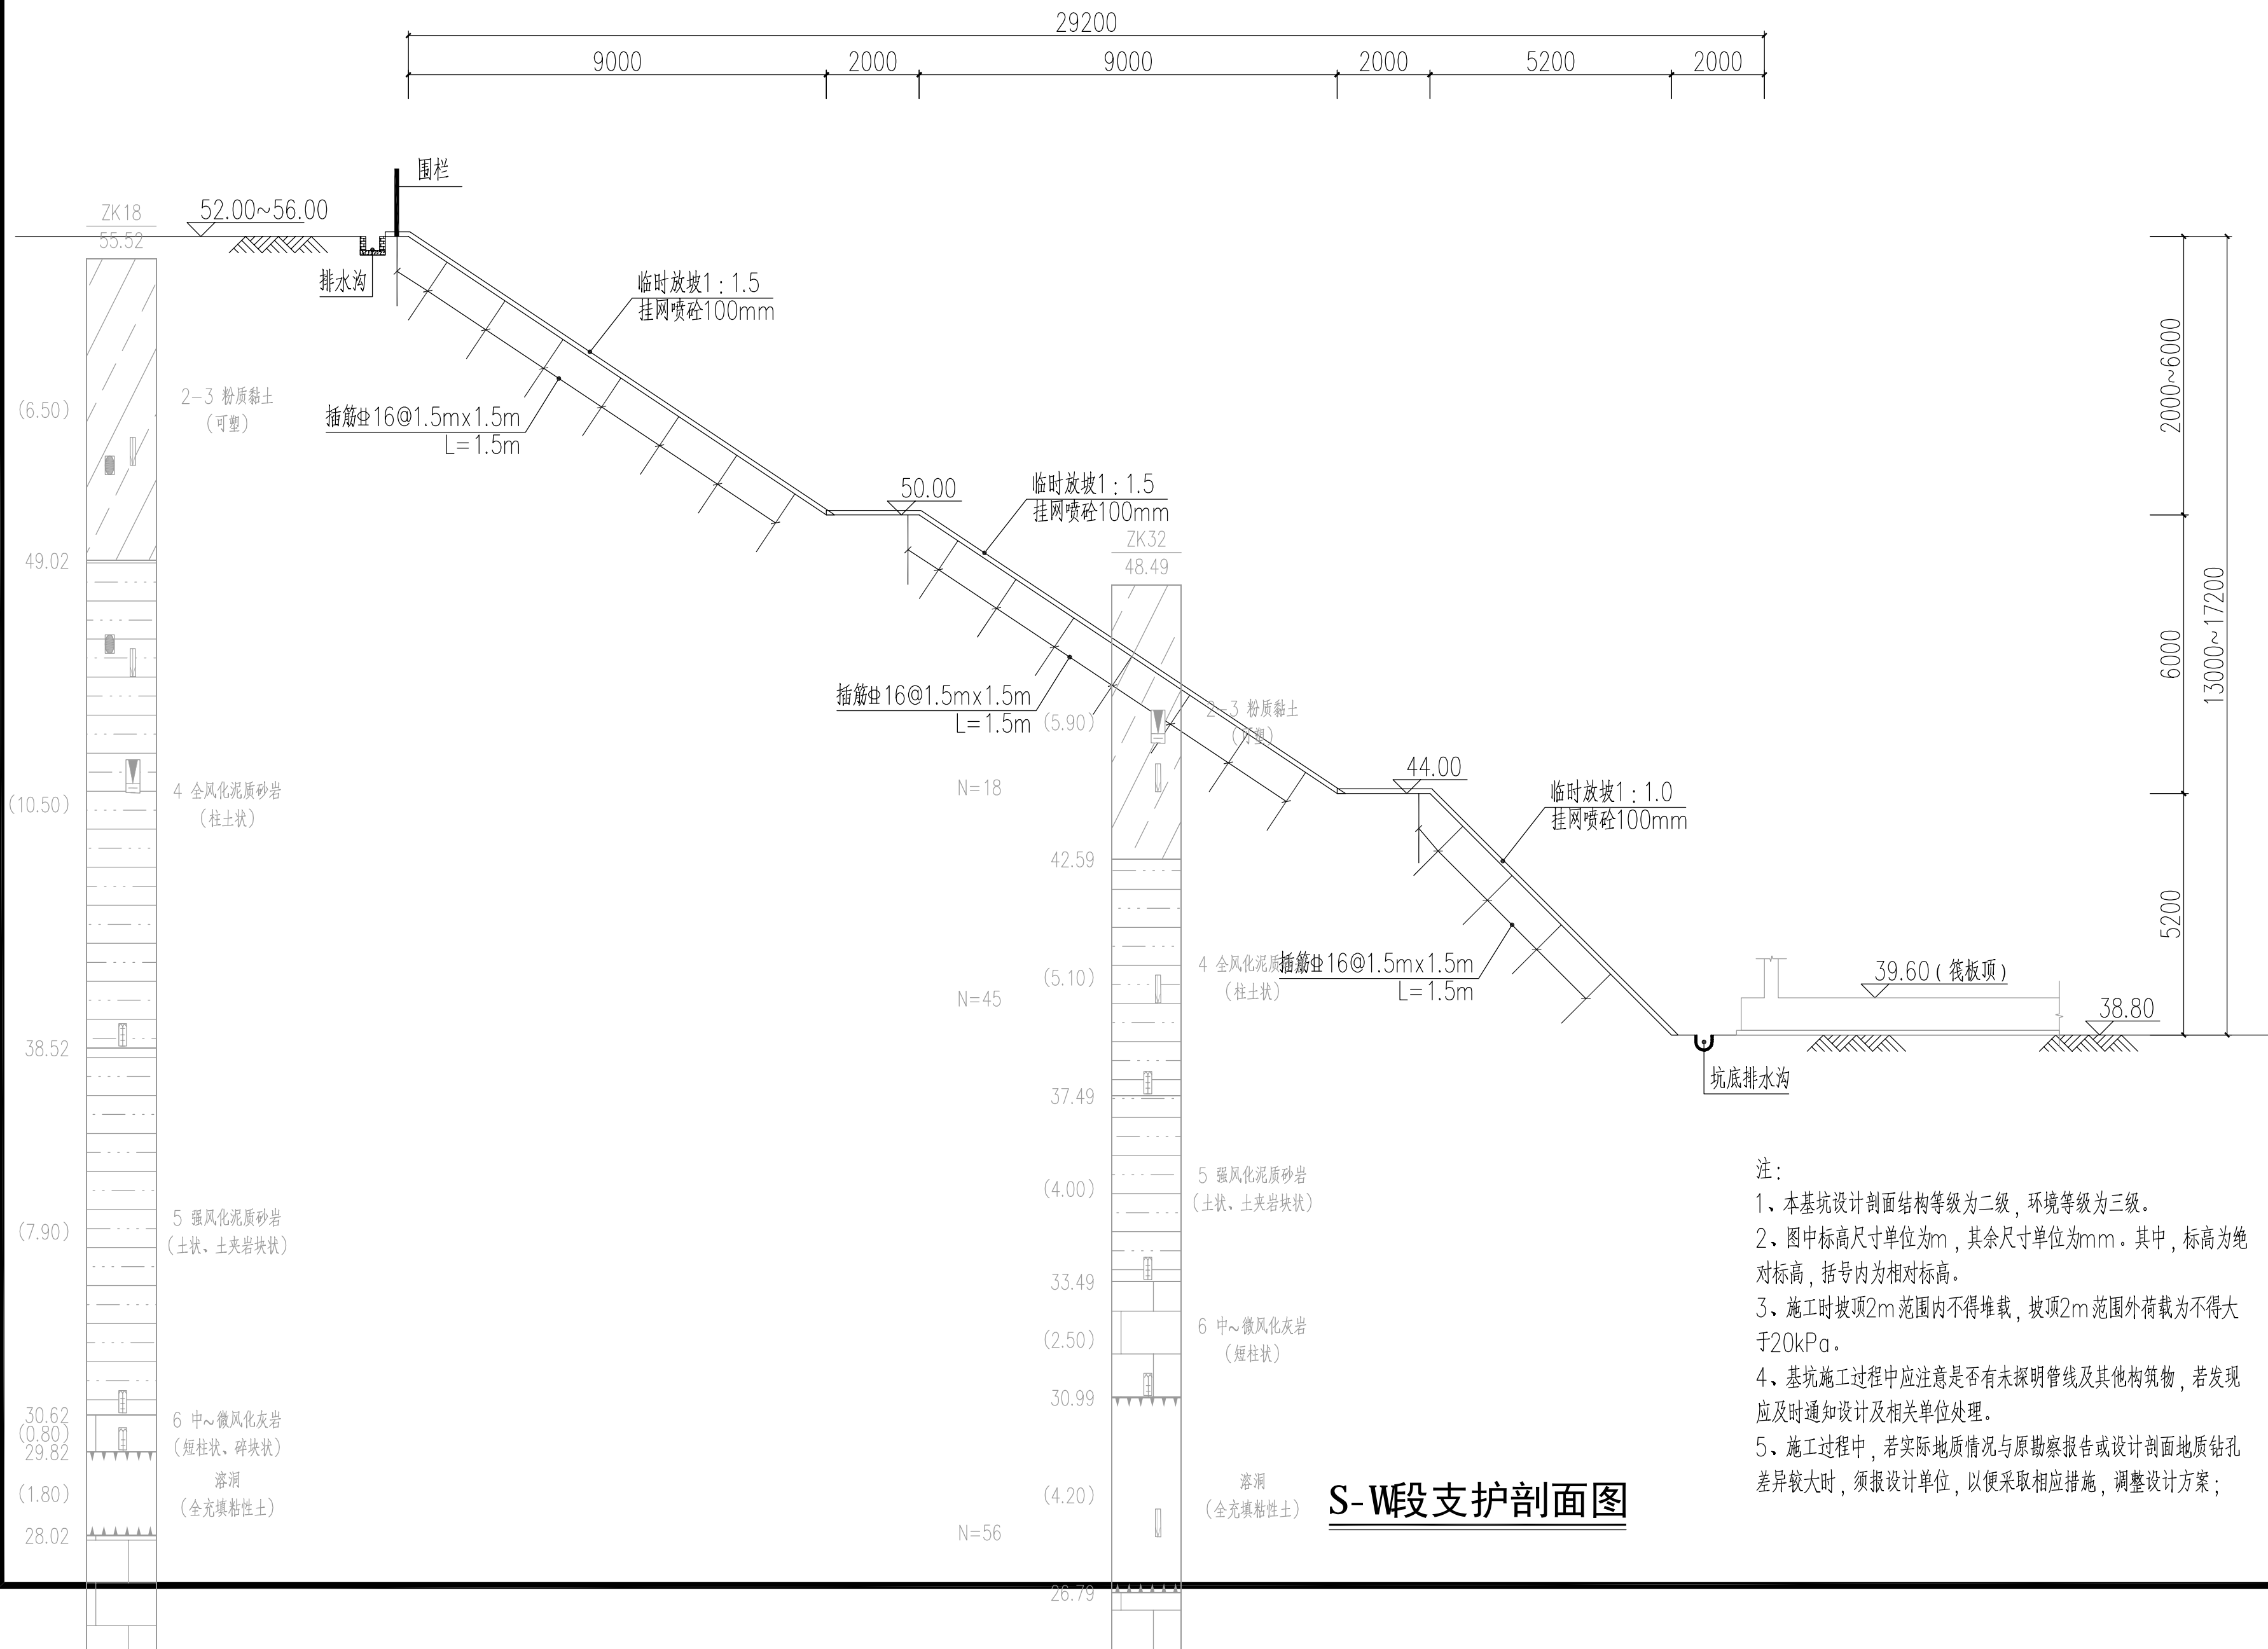 29200
9000
2000
9000
2000
5200
2000
围栏
ZK18
55.52
52.00~56.00
排水沟
临时放坡1：1.5
挂网喷砼100mm
2-3 粉质黏土
（可塑）
(6.50)
插筋⌀16@1.5mx1.5m
L=1.5m
50.00
临时放坡1：1.5
挂网喷砼100mm
ZK32
48.49
49.02
2000~6000
6000
13000~17200
5200
插筋⌀16@1.5mx1.5m
L=1.5m
(5.90)
2-3 粉质黏土
（可塑）
N=18
44.00
临时放坡1：1.0
挂网喷砼100mm
4 全风化泥质砂岩
（柱土状）
(10.50)
42.59
(5.10)
4 全风化泥质砂岩
（柱土状）
N=45
插筋⌀16@1.5mx1.5m
L=1.5m
39.60（筏板顶）
38.80
坑底排水沟
38.52
37.49
(4.00)
5 强风化泥质砂岩
（土状、土夹岩块状）
(7.90)
5 强风化泥质砂岩
（土状、土夹岩块状）
33.49
(2.50)
6 中~微风化灰岩
（短柱状）
30.99
30.62
(0.80)
29.82
6 中~微风化灰岩
（短柱状、碎块状）
溶洞
（全充填粘性土）
(1.80)
28.02
(4.20)
溶洞
（全充填粘性土）
N=56
26.79
S-W段支护剖面图
注：
1、本基坑设计剖面结构等级为二级，环境等级为三级。
2、图中标高尺寸单位为m，其余尺寸单位为mm。其中，标高为绝
对标高，括号内为相对标高。
3、施工时坡顶2m范围内不得堆载，坡顶2m范围外荷载为不得大
于20kPa。
4、基坑施工过程中应注意是否有未探明管线及其他构筑物，若发现
应及时通知设计及相关单位处理。
5、施工过程中，若实际地质情况与原勘察报告或设计剖面地质钻孔
差异较大时，须报设计单位，以便采取相应措施，调整设计方案；